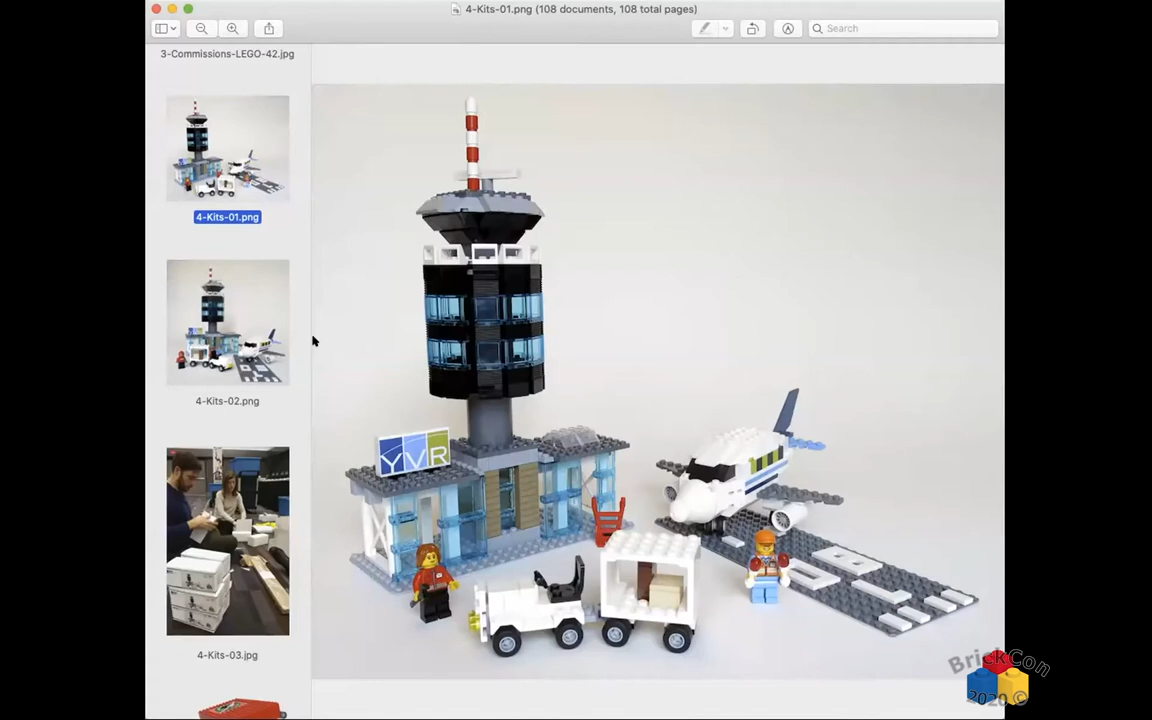 4-Kits-01.png (108 documents, 108 total pages)
Search
3-Commissions-LEGO-42.jpg
4-Kits-01.png
4-Kits-02.png
4-Kits-03.png
YVR
BrickCon
2020 ©